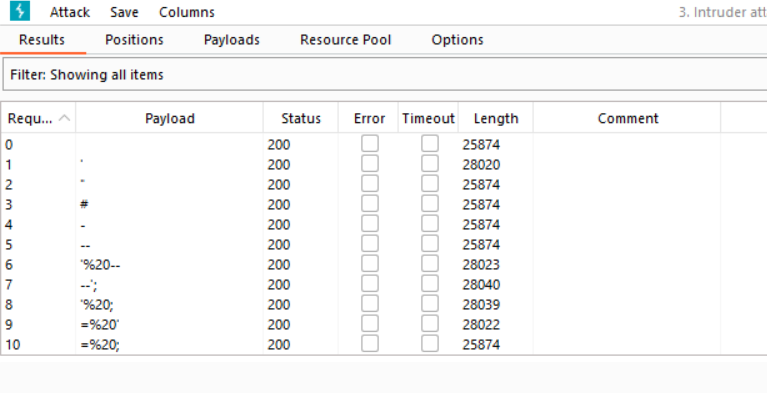 Attack Save Columns 3. Intruder att
Results Positions Payloads Resource Pool Options
Filter: Showing all items
Requ... Payload Status Error Timeout Length Comment
0 200 25874
1 ' 200 28020
2 " 200 25874
3 # 200 25874
4 - 200 25874
5 -- 200 25874
6 '%20-- 200 28023
7 --'; 200 28040
8 '%20; 200 28039
9 =%20' 200 28022
10 =%20; 200 25874